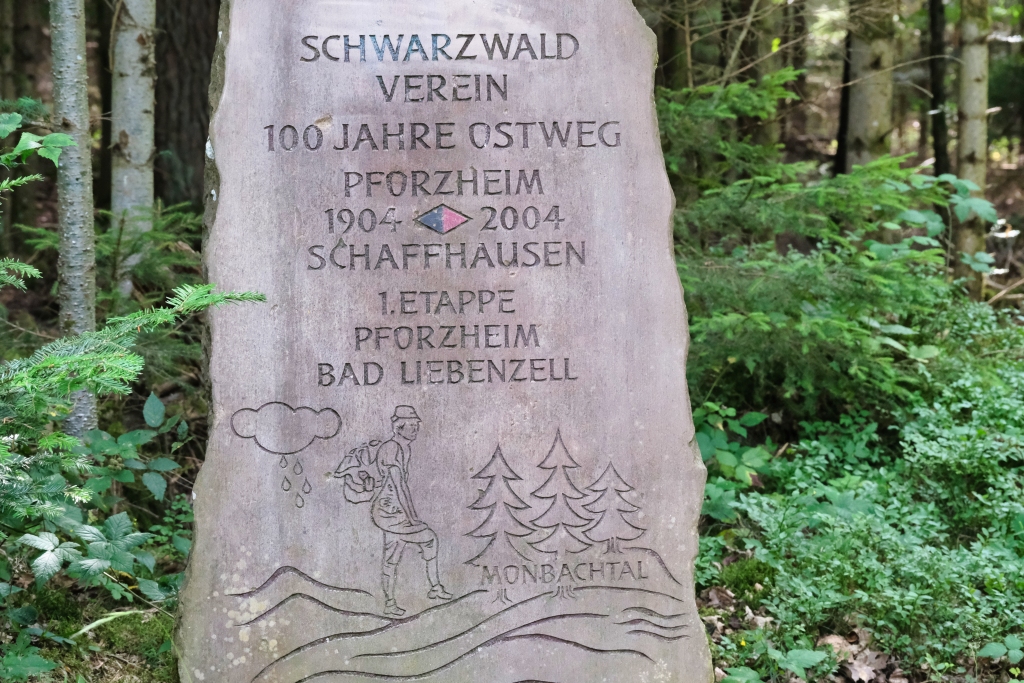 SCHWARZWALD
VEREIN
100 JAHRE OSTWEG
PFORZHEIM
1904 2004
SCHAFFHAUSEN
1. ETAPPE
PFORZHEIM
BAD LIEBENZELL
MONBACHTAL